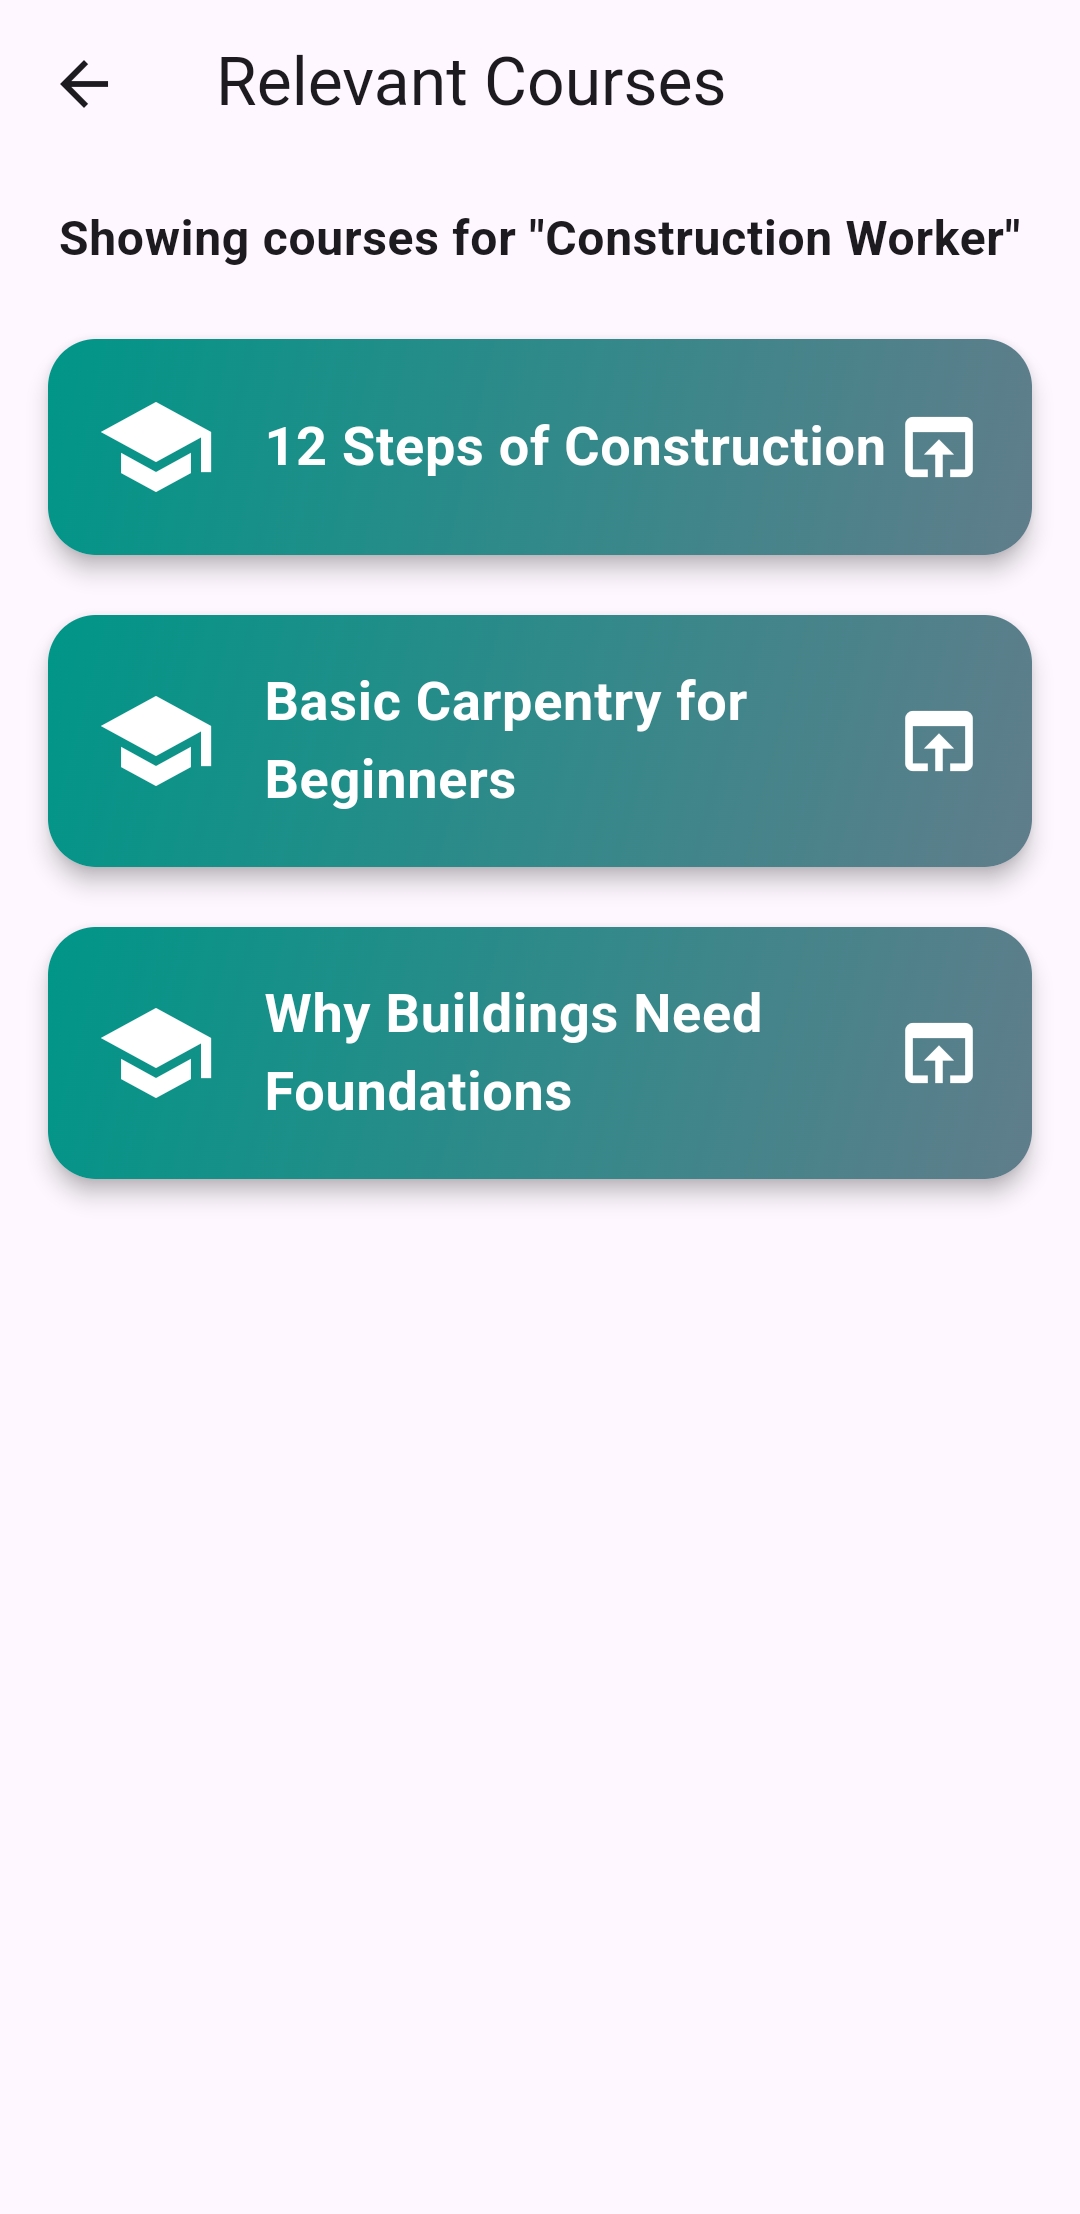 Relevant Courses
Showing courses for "Construction Worker"
12 Steps of Construction
Basic Carpentry for
Beginners
Why Buildings Need
Foundations